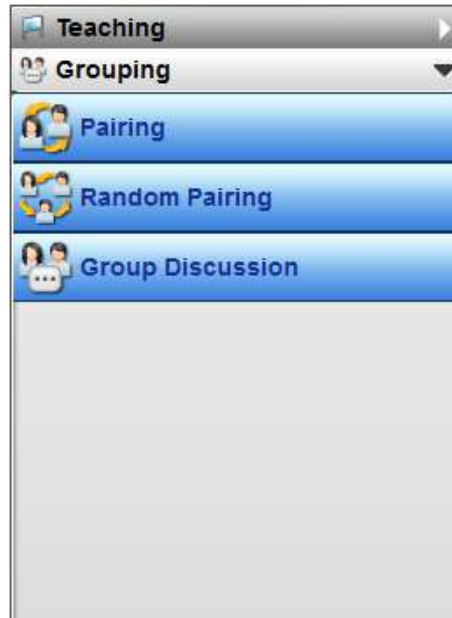 Teaching
Grouping
Pairing
Random Pairing
Group Discussion